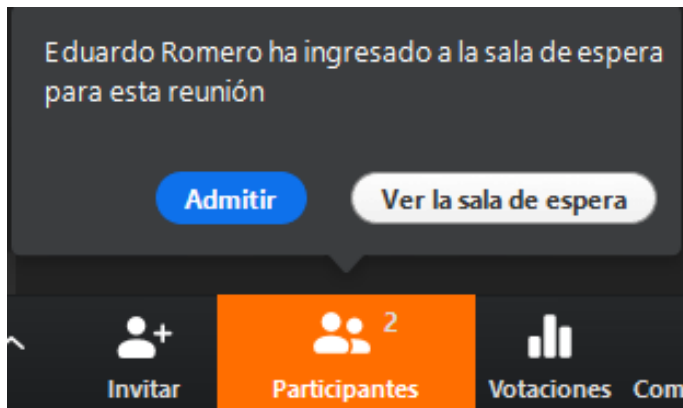 Eduardo Romero ha ingresado a la sala de espera
para esta reunión
Admitir
Ver la sala de espera
2
Invitar
Participantes
Votaciones
Com